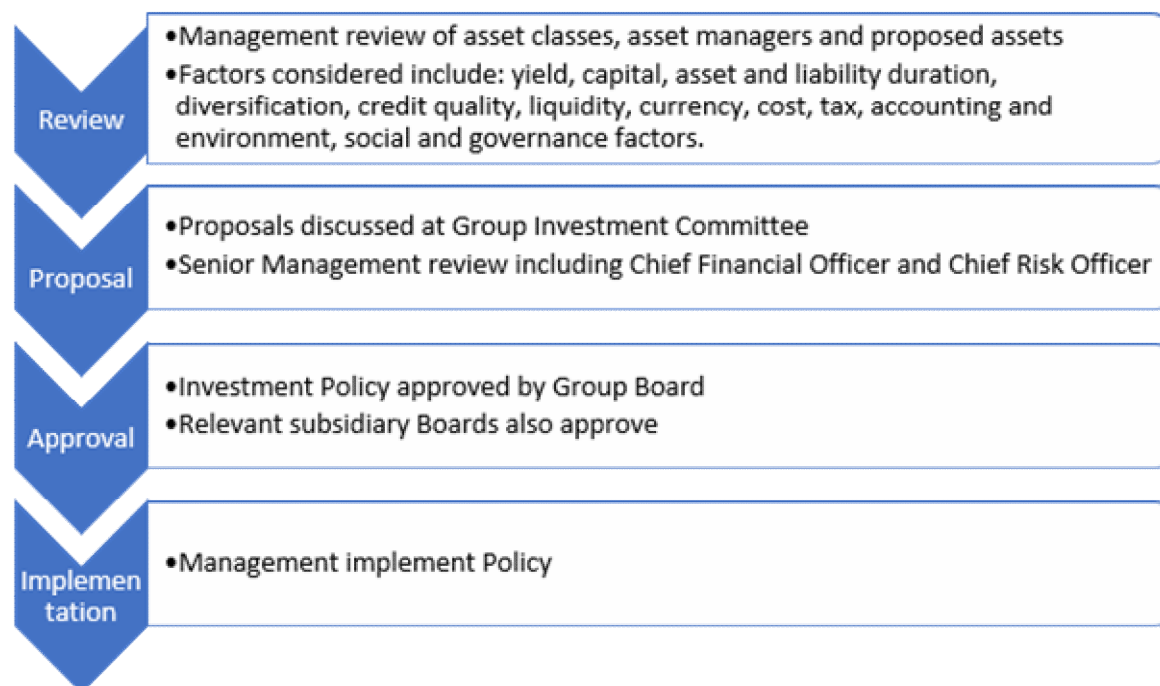 Review
•Management review of asset classes, asset managers and proposed assets
•Factors considered include: yield, capital, asset and liability duration,
diversification, credit quality, liquidity, currency, cost, tax, accounting and
environment, social and governance factors.
Proposal
•Proposals discussed at Group Investment Committee
•Senior Management review including Chief Financial Officer and Chief Risk Officer
Approval
•Investment Policy approved by Group Board
•Relevant subsidiary Boards also approve
Implemen
tation
•Management implement Policy